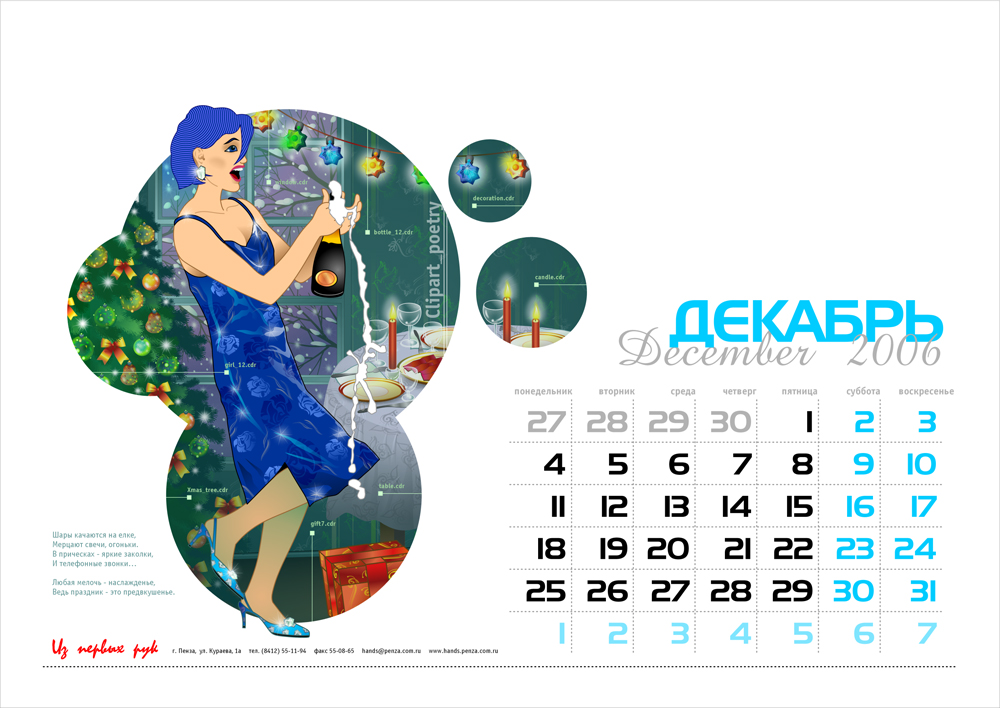 window.cdr
bottle_12.cdr
Clipart_poetry
decoration.cdr
candle.cdr
girl_12.cdr
Xmas_tree.cdr
table.cdr
gift7.cdr
Шары качаются на елке,
Мерцают свечи, огоньки.
В прическах - яркие заколки,
И телефонные звонки...
Любая мелочь - наслажденье,
Ведь праздник - это предвкушенье.
Из первых рук
г. Пенза, ул. Кураева, 1а тел. (8412) 55-11-94 факс 55-08-65 hands@penza.com.ru www.hands.penza.com.ru
ДЕКАБРЬ
December 2006
понедельник вторник среда четверг пятница суббота воскресенье
27 28 29 30 1 2 3
4 5 6 7 8 9 10
11 12 13 14 15 16 17
18 19 20 21 22 23 24
25 26 27 28 29 30 31
1 2 3 4 5 6 7